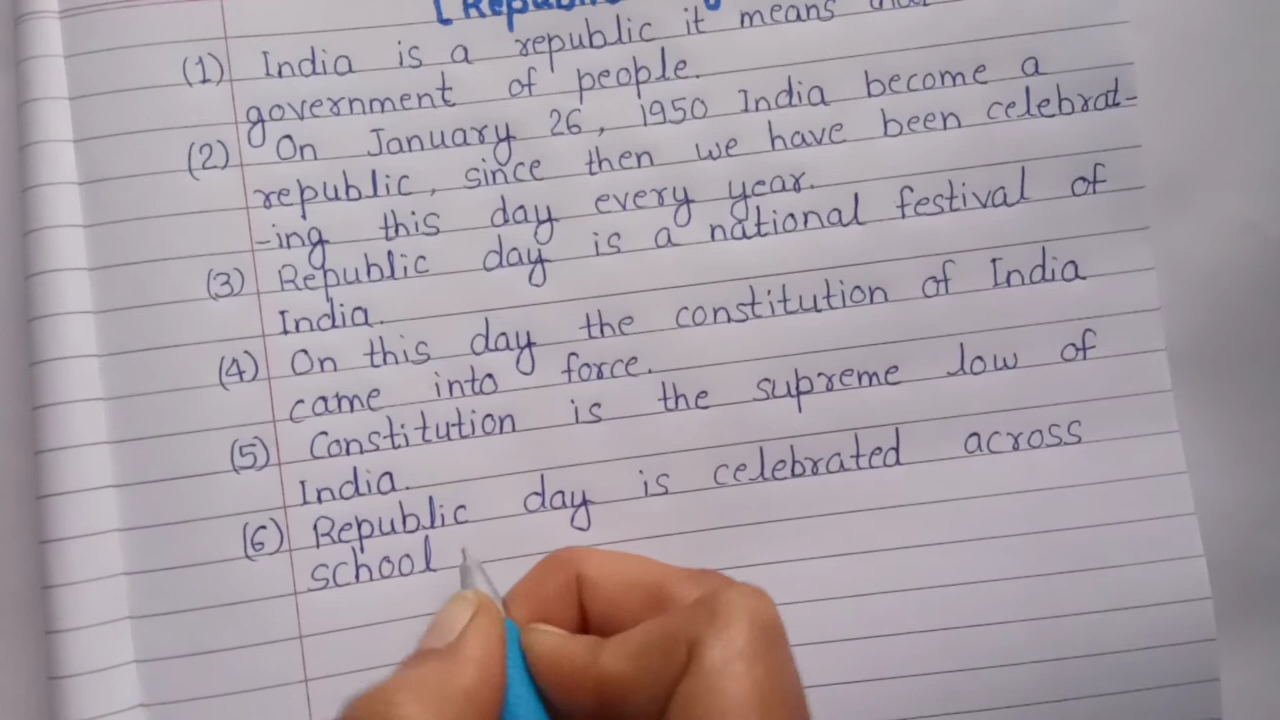 [Republic
(1) India is a republic it means that
government of people.
(2) On January 26, 1950 India become a
republic, since then we have been celebrat-
-ing this day every year.
(3) Republic day is a national festival of
India.
(4) On this day the constitution of India
came into force.
(5) Constitution is the supreme low of
India.
(6) Republic day is celebrated across
school